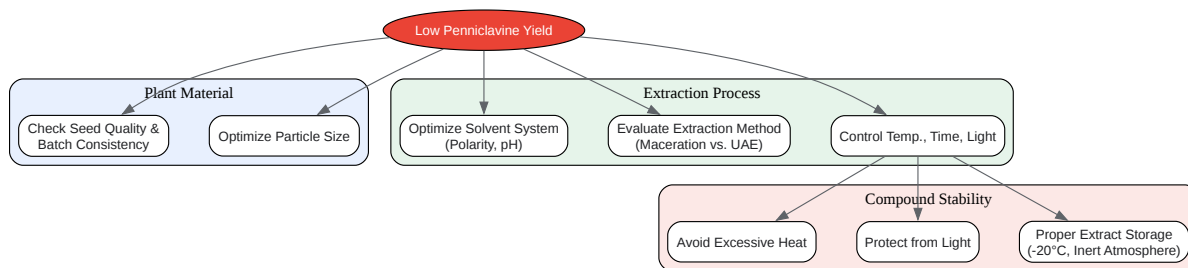 Low Penniclavine Yield
Plant Material
Extraction Process
Check Seed Quality &
Batch Consistency
Optimize Particle Size
Optimize Solvent System
(Polarity, pH)
Evaluate Extraction Method
(Maceration vs. UAE)
Control Temp., Time, Light
Compound Stability
Avoid Excessive Heat
Protect from Light
Proper Extract Storage
(-20°C, Inert Atmosphere)